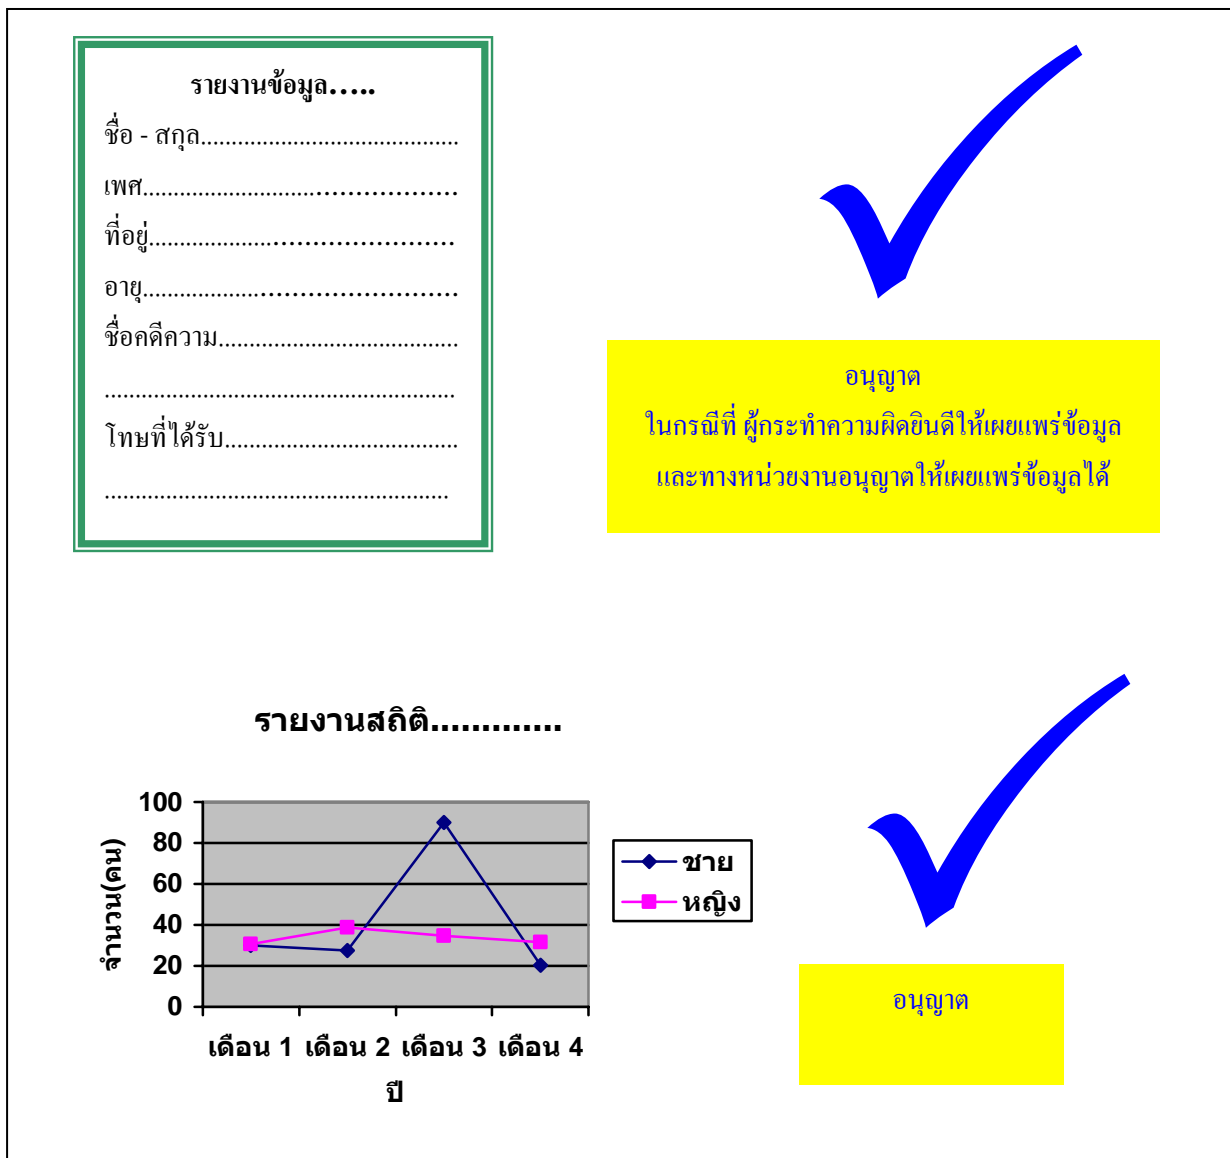 รายงานข้อมูล.....
ชื่อ - สกุล..........................................
เพศ..............................................
ที่อยู่............................................
อายุ.............................................
ชื่อคดีความ.......................................
.........................................................
โทษที่ได้รับ......................................
........................................................
อนุญาต
ในกรณีที่ ผู้กระทำความผิดยินดีให้เผยแพร่ข้อมูล
และทางหน่วยงานอนุญาตให้เผยแพร่ข้อมูลได้
รายงานสถิติ.............
100
80
60
40
20
0
จำนวน(คน)
เดือน 1 เดือน 2 เดือน 3 เดือน 4
ปี
ชาย
หญิง
อนุญาต